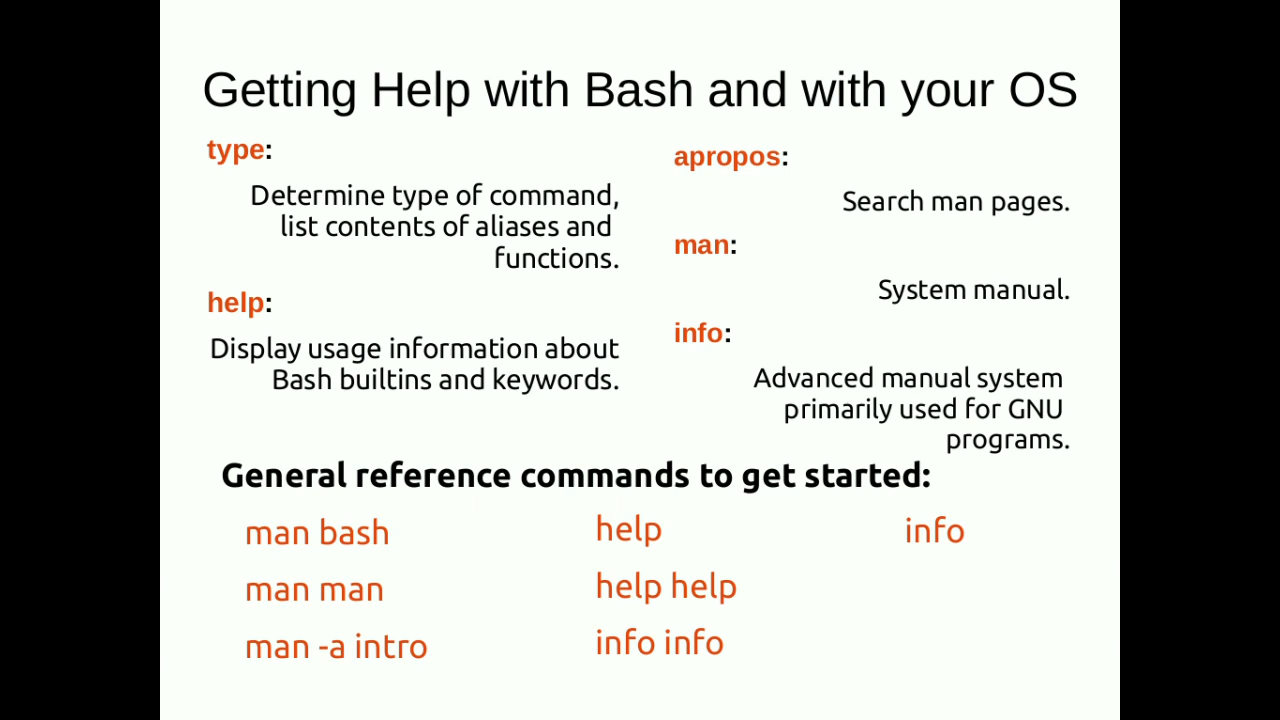 Getting Help with Bash and with your OS
type:
Determine type of command,
list contents of aliases and
functions.
help:
Display usage information about
Bash builtins and keywords.
apropos:
Search man pages.
man:
System manual.
info:
Advanced manual system
primarily used for GNU
programs.
General reference commands to get started:
man bash
man man
man -a intro
help
help help
info info
info